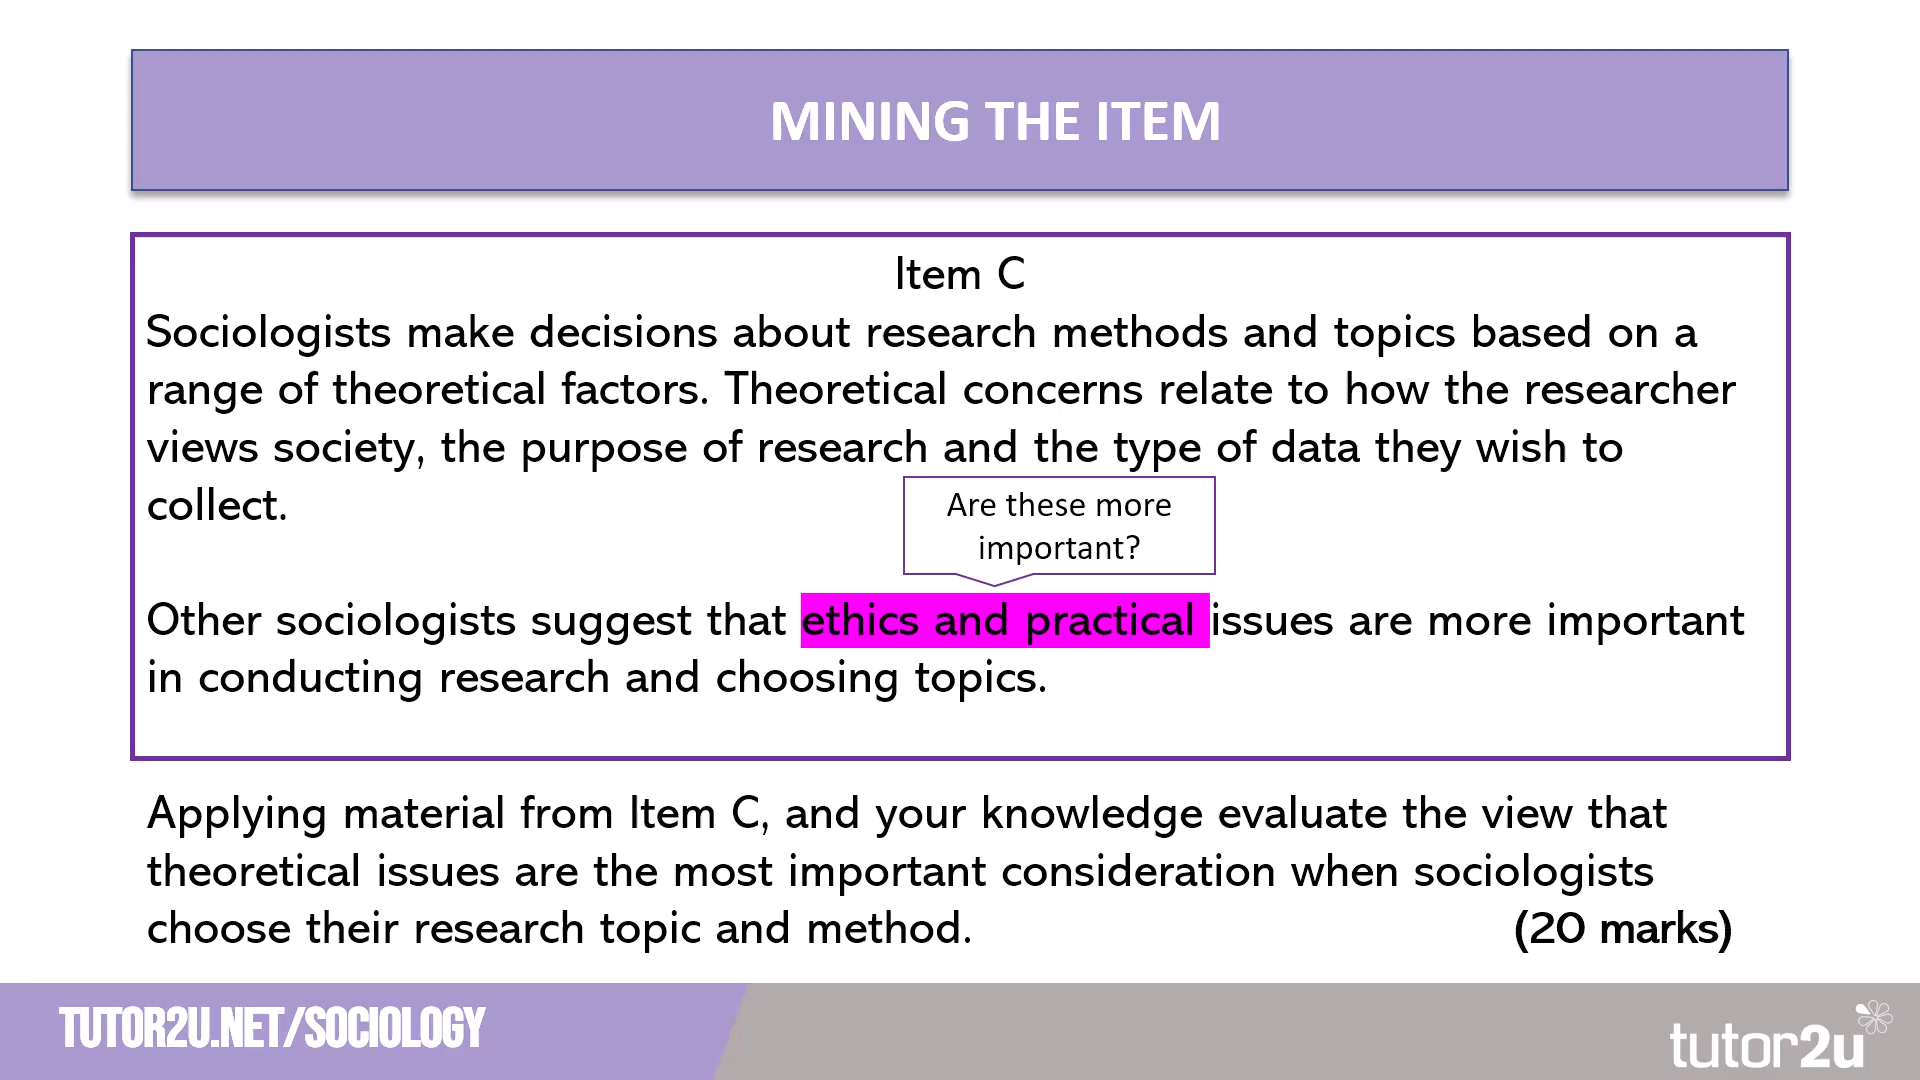 MINING THE ITEM
Item C
Sociologists make decisions about research methods and topics based on a
range of theoretical factors. Theoretical concerns relate to how the researcher
views society, the purpose of research and the type of data they wish to
collect.
Are these more
important?
Other sociologists suggest that ethics and practical issues are more important
in conducting research and choosing topics.
Applying material from Item C, and your knowledge evaluate the view that
theoretical issues are the most important consideration when sociologists
choose their research topic and method. (20 marks)
TUTOR2U.NET/SOCIOLOGY
tutor2u